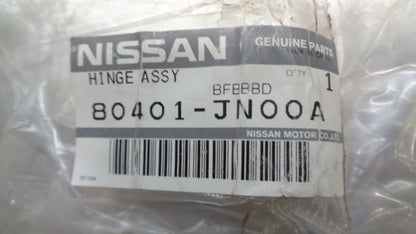 NISSAN
GENUINE PARTS
HINGE ASSY
Q'TY 1
BFBBBD
80401-JN00A
NISSAN MOTOR CO.,LTD.